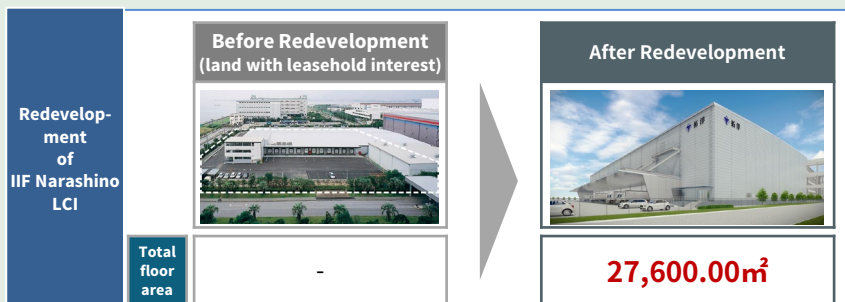 Redevelop-
ment
of
IIF Narashino
LCI
Before Redevelopment
(land with leasehold interest)
After Redevelopment
Total
floor
area
-
27,600.00㎡